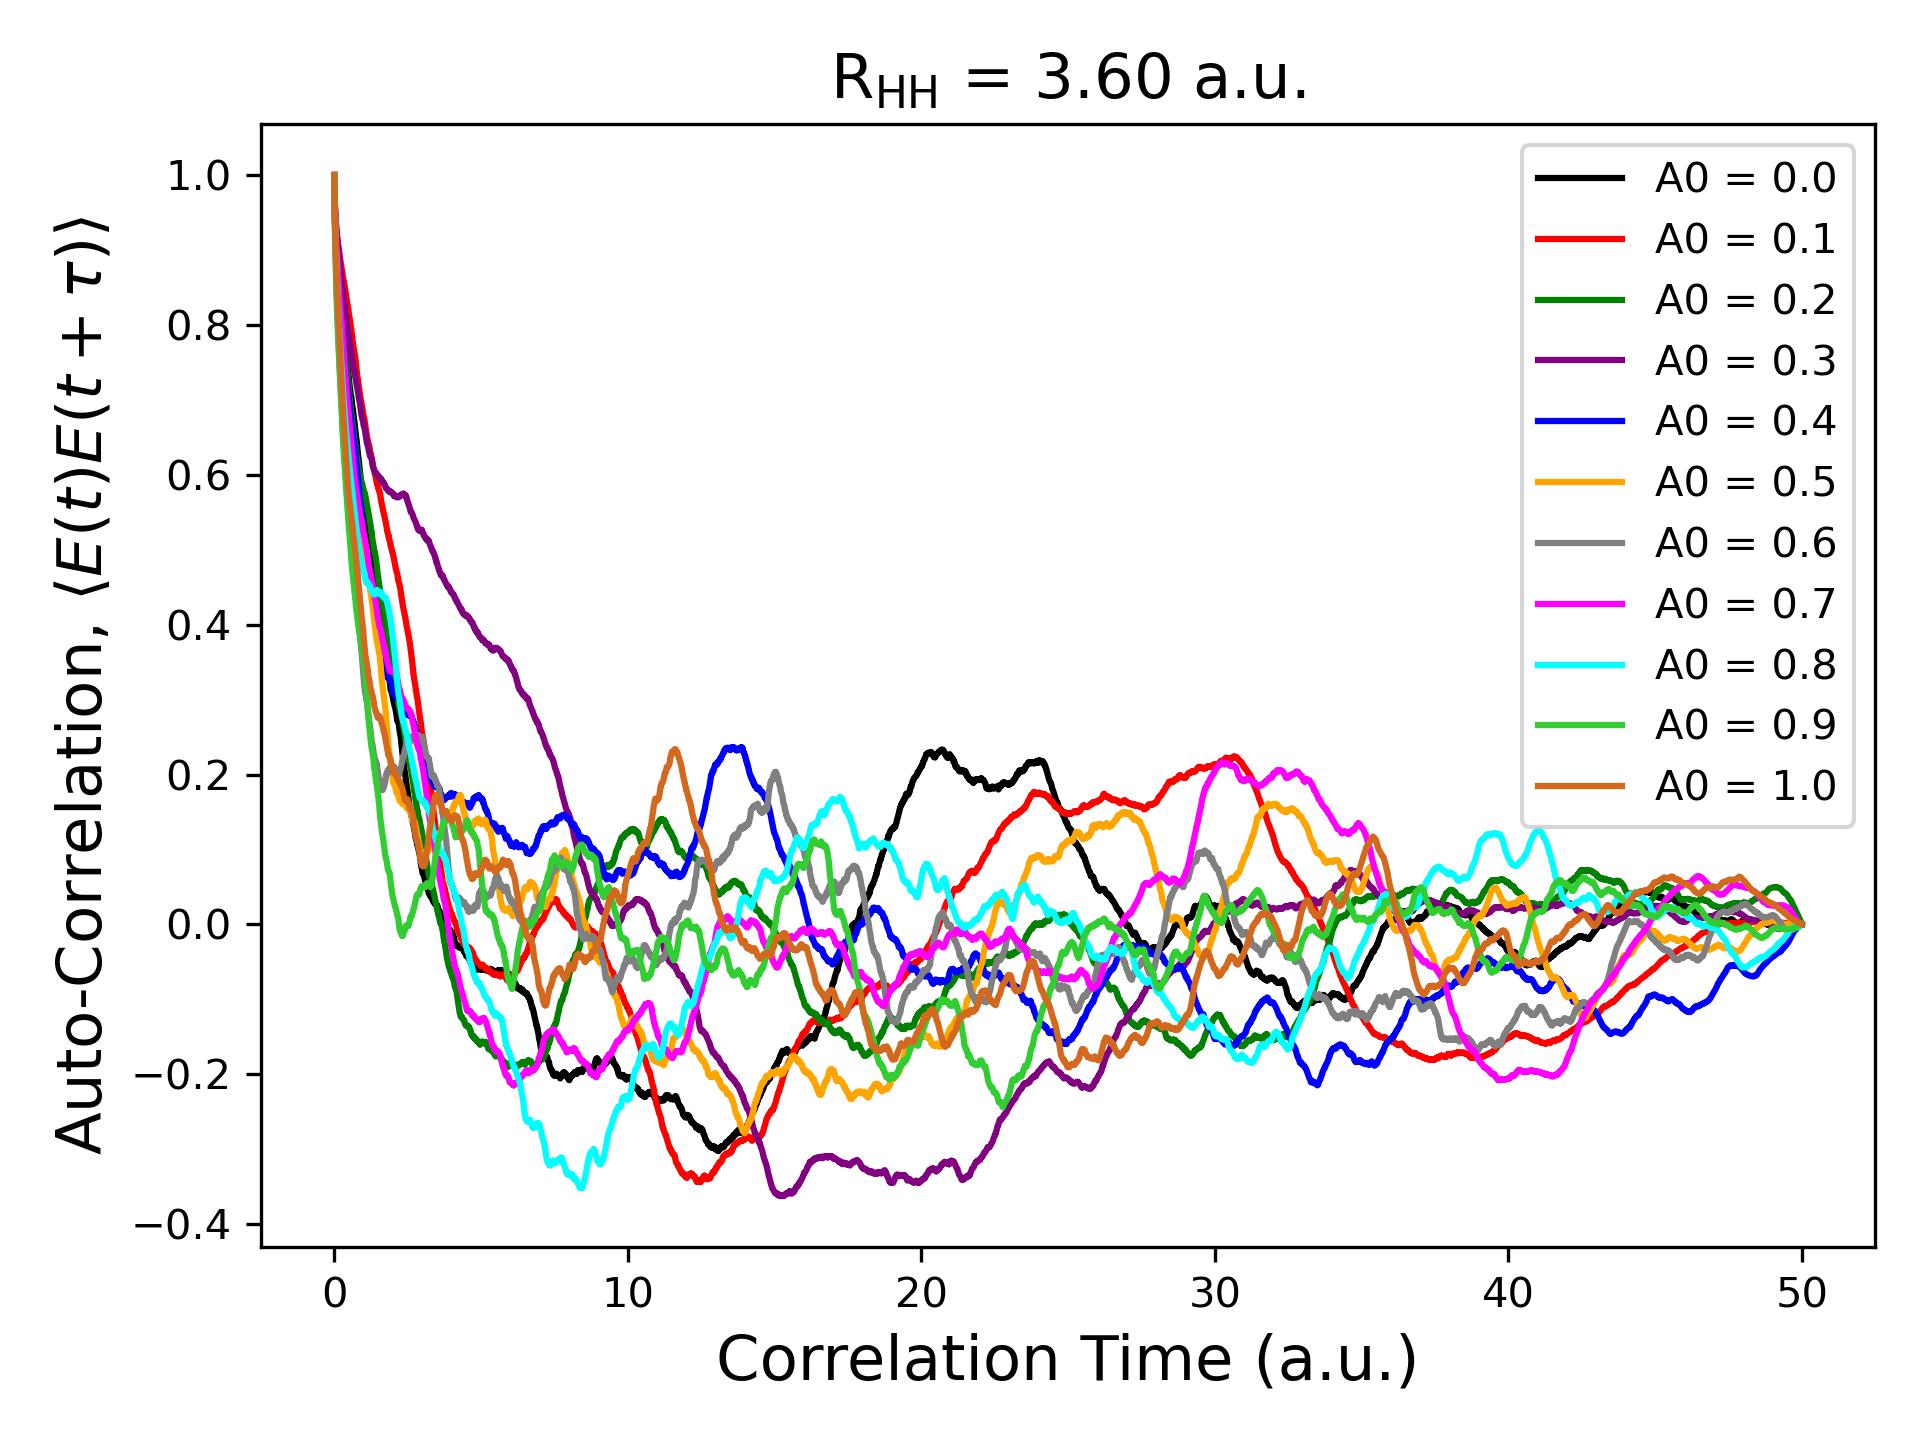 R_HH = 3.60 a.u.
Auto-Correlation, ⟨E(t)E(t + τ)⟩
1.0
0.8
0.6
0.4
0.2
0.0
−0.2
−0.4
A0 = 0.0
A0 = 0.1
A0 = 0.2
A0 = 0.3
A0 = 0.4
A0 = 0.5
A0 = 0.6
A0 = 0.7
A0 = 0.8
A0 = 0.9
A0 = 1.0
0 10 20 30 40 50
Correlation Time (a.u.)